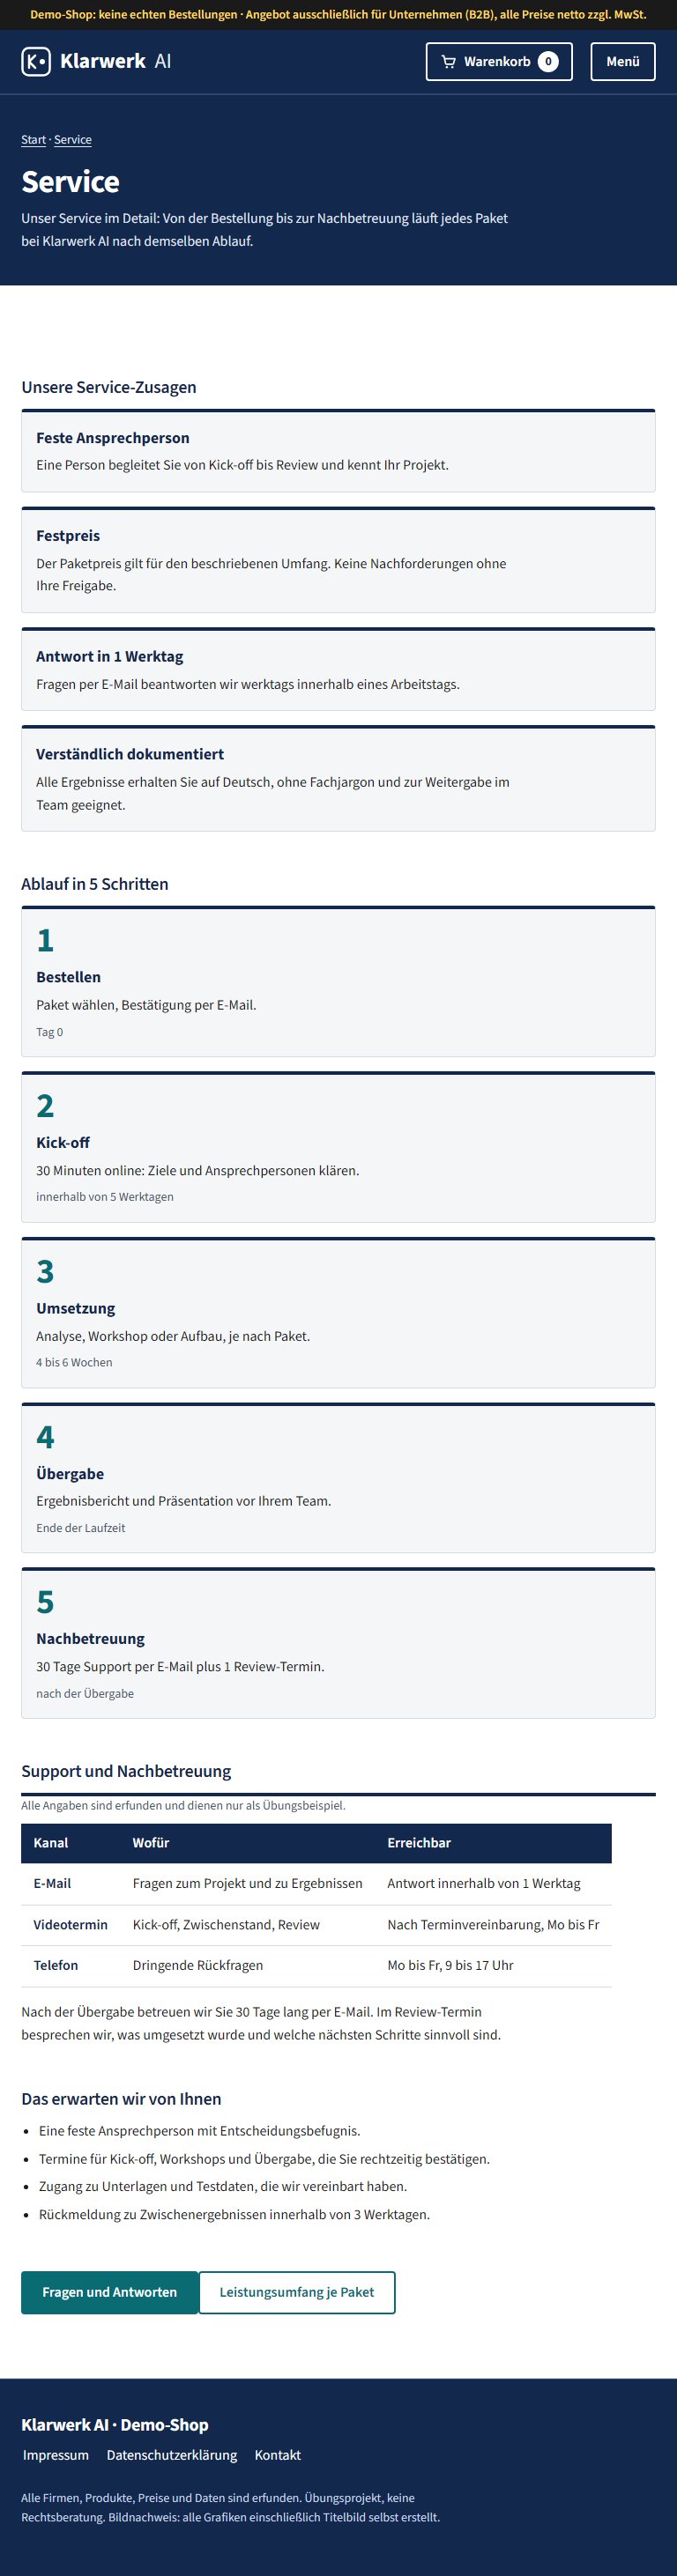 Demo-Shop: keine echten Bestellungen · Angebot ausschließlich für Unternehmen (B2B), alle Preise netto zzgl. MwSt.
K Klarwerk AI
Warenkorb 0
Menü
Start · Service
Service
Unser Service im Detail: Von der Bestellung bis zur Nachbetreuung läuft jedes Paket
bei Klarwerk AI nach demselben Ablauf.
Unsere Service-Zusagen
Feste Ansprechperson
Eine Person begleitet Sie von Kick-off bis Review und kennt Ihr Projekt.
Festpreis
Der Paketpreis gilt für den beschriebenen Umfang. Keine Nachforderungen ohne
Ihre Freigabe.
Antwort in 1 Werktag
Fragen per E-Mail beantworten wir werktags innerhalb eines Arbeitstags.
Verständlich dokumentiert
Alle Ergebnisse erhalten Sie auf Deutsch, ohne Fachjargon und zur Weitergabe im
Team geeignet.
Ablauf in 5 Schritten
1
Bestellen
Paket wählen, Bestätigung per E-Mail.
Tag 0
2
Kick-off
30 Minuten online: Ziele und Ansprechpersonen klären.
innerhalb von 5 Werktagen
3
Umsetzung
Analyse, Workshop oder Aufbau, je nach Paket.
4 bis 6 Wochen
4
Übergabe
Ergebnisbericht und Präsentation vor Ihrem Team.
Ende der Laufzeit
5
Nachbetreuung
30 Tage Support per E-Mail plus 1 Review-Termin.
nach der Übergabe
Support und Nachbetreuung
Alle Angaben sind erfunden und dienen nur als Übungsbeispiel.
Kanal Wofür Erreichbar
E-Mail Fragen zum Projekt und zu Ergebnissen Antwort innerhalb von 1 Werktag
Videotermin Kick-off, Zwischenstand, Review Nach Terminvereinbarung, Mo bis Fr
Telefon Dringende Rückfragen Mo bis Fr, 9 bis 17 Uhr
Nach der Übergabe betreuen wir Sie 30 Tage lang per E-Mail. Im Review-Termin
besprechen wir, was umgesetzt wurde und welche nächsten Schritte sinnvoll sind.
Das erwarten wir von Ihnen
• Eine feste Ansprechperson mit Entscheidungsbefugnis.
• Termine für Kick-off, Workshops und Übergabe, die Sie rechtzeitig bestätigen.
• Zugang zu Unterlagen und Testdaten, die wir vereinbart haben.
• Rückmeldung zu Zwischenergebnissen innerhalb von 3 Werktagen.
Fragen und Antworten
Leistungsumfang je Paket
Klarwerk AI · Demo-Shop
Impressum Datenschutzerklärung Kontakt
Alle Firmen, Produkte, Preise und Daten sind erfunden. Übungsprojekt, keine
Rechtsberatung. Bildnachweis: alle Grafiken einschließlich Titelbild selbst erstellt.